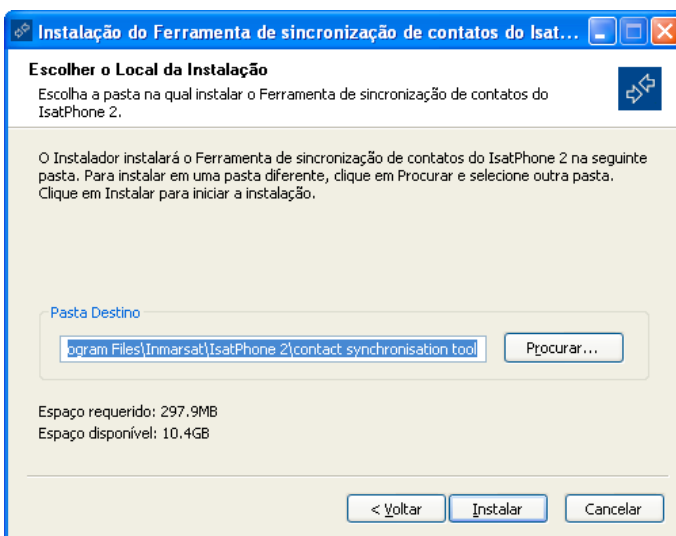 Instalação do Ferramenta de sincronização de contatos do Isat...
Escolher o Local da Instalação
Escolha a pasta na qual instalar o Ferramenta de sincronização de contatos do
IsatPhone 2.
O Instalador instalará o Ferramenta de sincronização de contatos do IsatPhone 2 na seguinte
pasta. Para instalar em uma pasta diferente, clique em Procurar e selecione outra pasta.
Clique em Instalar para iniciar a instalação.
Pasta Destino
ogram Files\Inmarsat\IsatPhone 2\contact synchronisation tool
Procurar...
Espaço requerido: 297.9MB
Espaço disponível: 10.4GB
< Voltar
Instalar
Cancelar